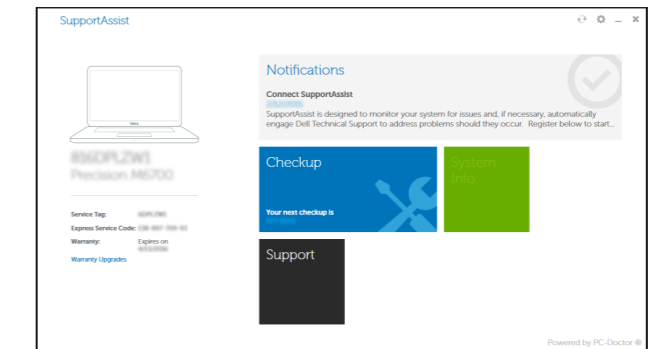 SupportAssist
Notifications
Connect SupportAssist
SupportAssist is designed to monitor your system for issues and, if necessary, automatically
engage Dell Technical Support to address problems should they occur. Register below to start...
Precision M6700
Checkup
Your next checkup is
System
Info
Service Tag:
Express Service Code:
Warranty: Expires on
Warranty Upgrades
Support
Powered by PC-Doctor